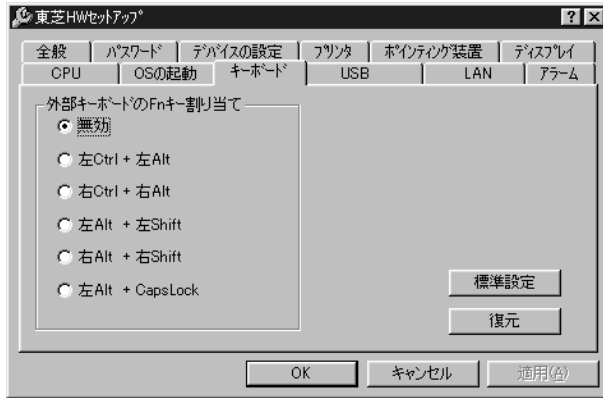 東芝HWセットアップ
全般 パスワード デバイスの設定 プリンタ ポインティング装置 ディスプレイ
CPU OSの起動 キーボード USB LAN アラーム
外部キーボードのFnキー割り当て
無効
左Ctrl + 左Alt
右Ctrl + 右Alt
左Alt + 左Shift
右Alt + 右Shift
左Alt + CapsLock
標準設定
復元
OK キャンセル 適用(A)